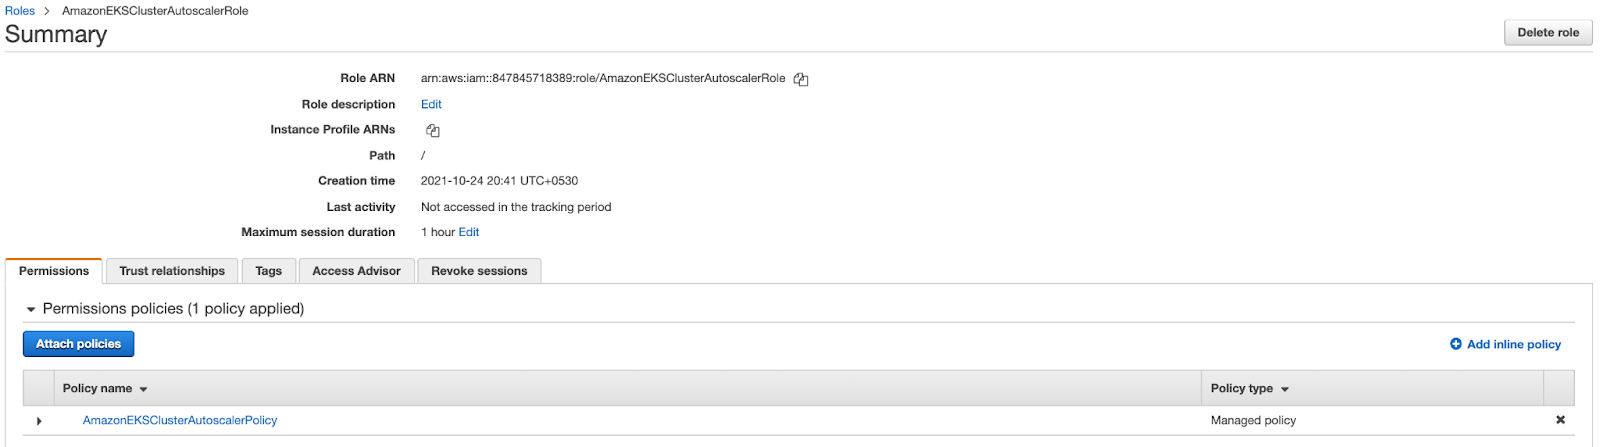 Roles > AmazonEKSClusterAutoscalerRole
Summary
Delete role
Role ARN arn:aws:iam::847845718389:role/AmazonEKSClusterAutoscalerRole
Role description Edit
Instance Profile ARNs
Path /
Creation time 2021-10-24 20:41 UTC+0530
Last activity Not accessed in the tracking period
Maximum session duration 1 hour Edit
Permissions Trust relationships Tags Access Advisor Revoke sessions
Permissions policies (1 policy applied)
Attach policies Add inline policy
Policy name Policy type
AmazonEKSClusterAutoscalerPolicy Managed policy